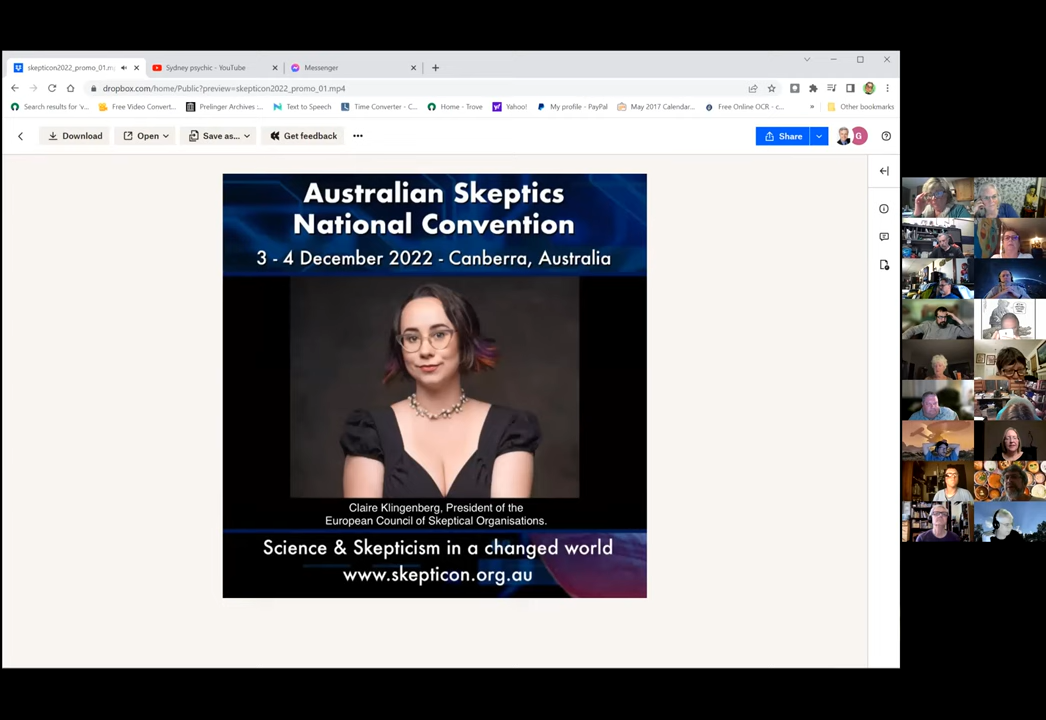 skepticon2022_promo_01.m
Sydney psychic - YouTube
Messenger
dropbox.com/home/Public?preview=skepticon2022_promo_01.mp4
Search results for 'v...
Free Video Convert...
Prelinger Archives :...
Text to Speech
Time Converter - C...
Home - Trove
Yahoo!
My profile - PayPal
May 2017 Calendar...
Free Online OCR - c...
»
Other bookmarks
Download
Open
Save as...
Get feedback
Share
G
Australian Skeptics
National Convention
3 - 4 December 2022 - Canberra, Australia
Claire Klingenberg, President of the
European Council of Skeptical Organisations.
Science & Skepticism in a changed world
www.skepticon.org.au